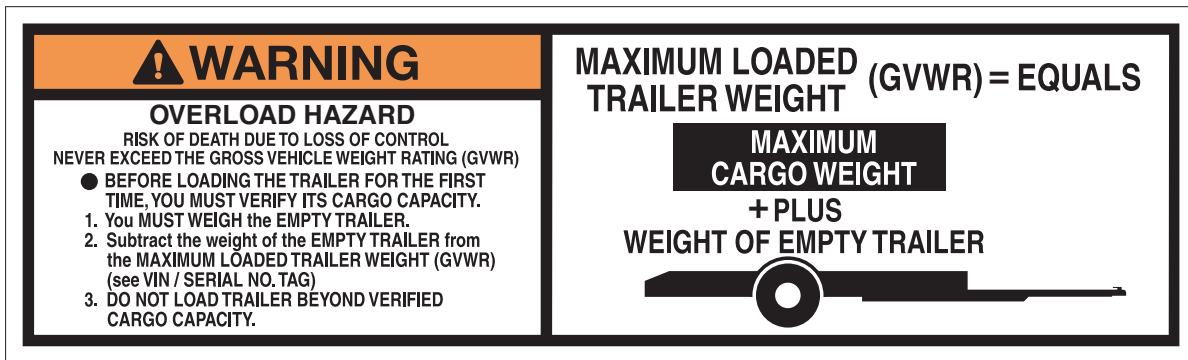 WARNING
OVERLOAD HAZARD
RISK OF DEATH DUE TO LOSS OF CONTROL
NEVER EXCEED THE GROSS VEHICLE WEIGHT RATING (GVWR)
● BEFORE LOADING THE TRAILER FOR THE FIRST
TIME, YOU MUST VERIFY ITS CARGO CAPACITY.
1. You MUST WEIGH the EMPTY TRAILER.
2. Subtract the weight of the EMPTY TRAILER from
the MAXIMUM LOADED TRAILER WEIGHT (GVWR)
(see VIN / SERIAL NO. TAG)
3. DO NOT LOAD TRAILER BEYOND VERIFIED
CARGO CAPACITY.
MAXIMUM LOADED
TRAILER WEIGHT (GVWR) = EQUALS
MAXIMUM
CARGO WEIGHT
+ PLUS
WEIGHT OF EMPTY TRAILER